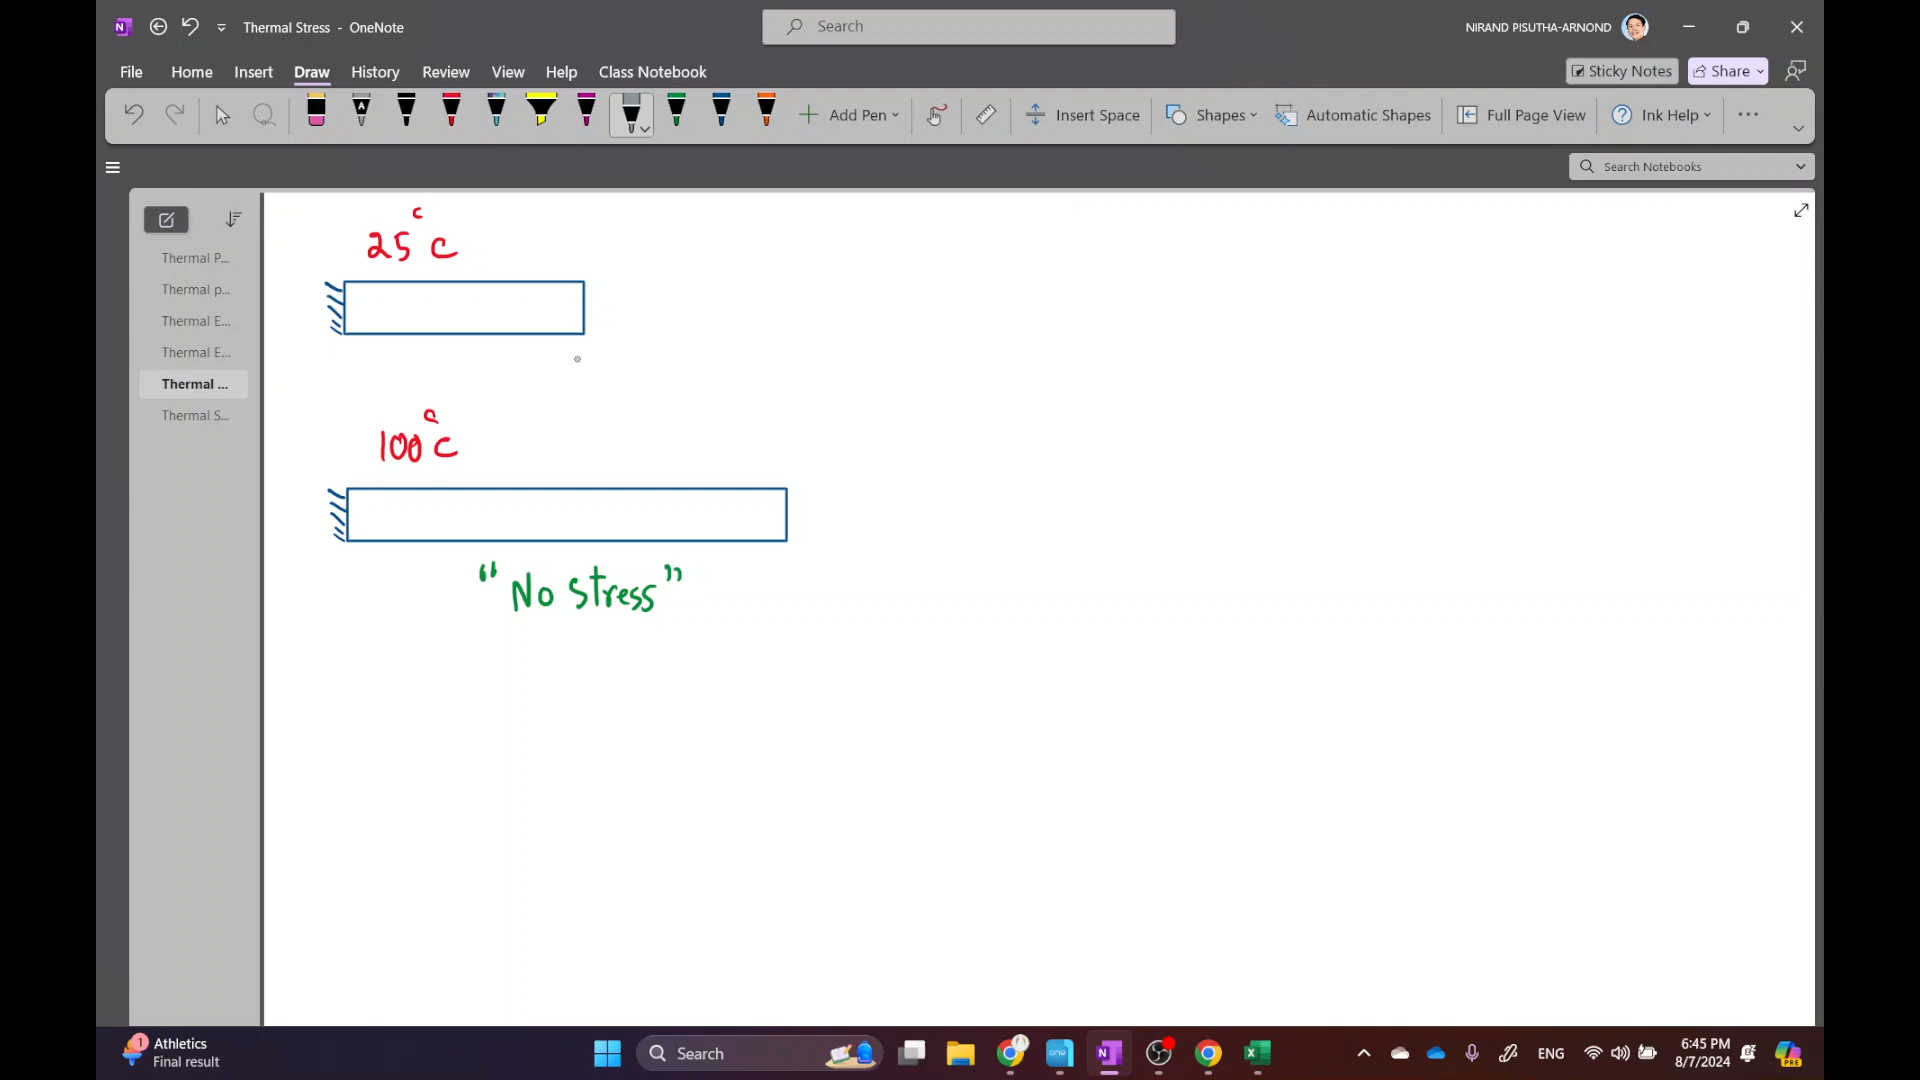 Thermal Stress - OneNote
Search
NIRAND PISUTHA-ARNOND
File Home Insert Draw History Review View Help Class Notebook
Sticky Notes Share
Add Pen Insert Space Shapes Automatic Shapes Full Page View Ink Help
Search Notebooks
Thermal P...
Thermal p...
Thermal E...
Thermal E...
Thermal ...
Thermal S...
25°C
100°C
"No Stress"
1
Athletics
Final result
Search
ENG
6:45 PM
8/7/2024
PRE